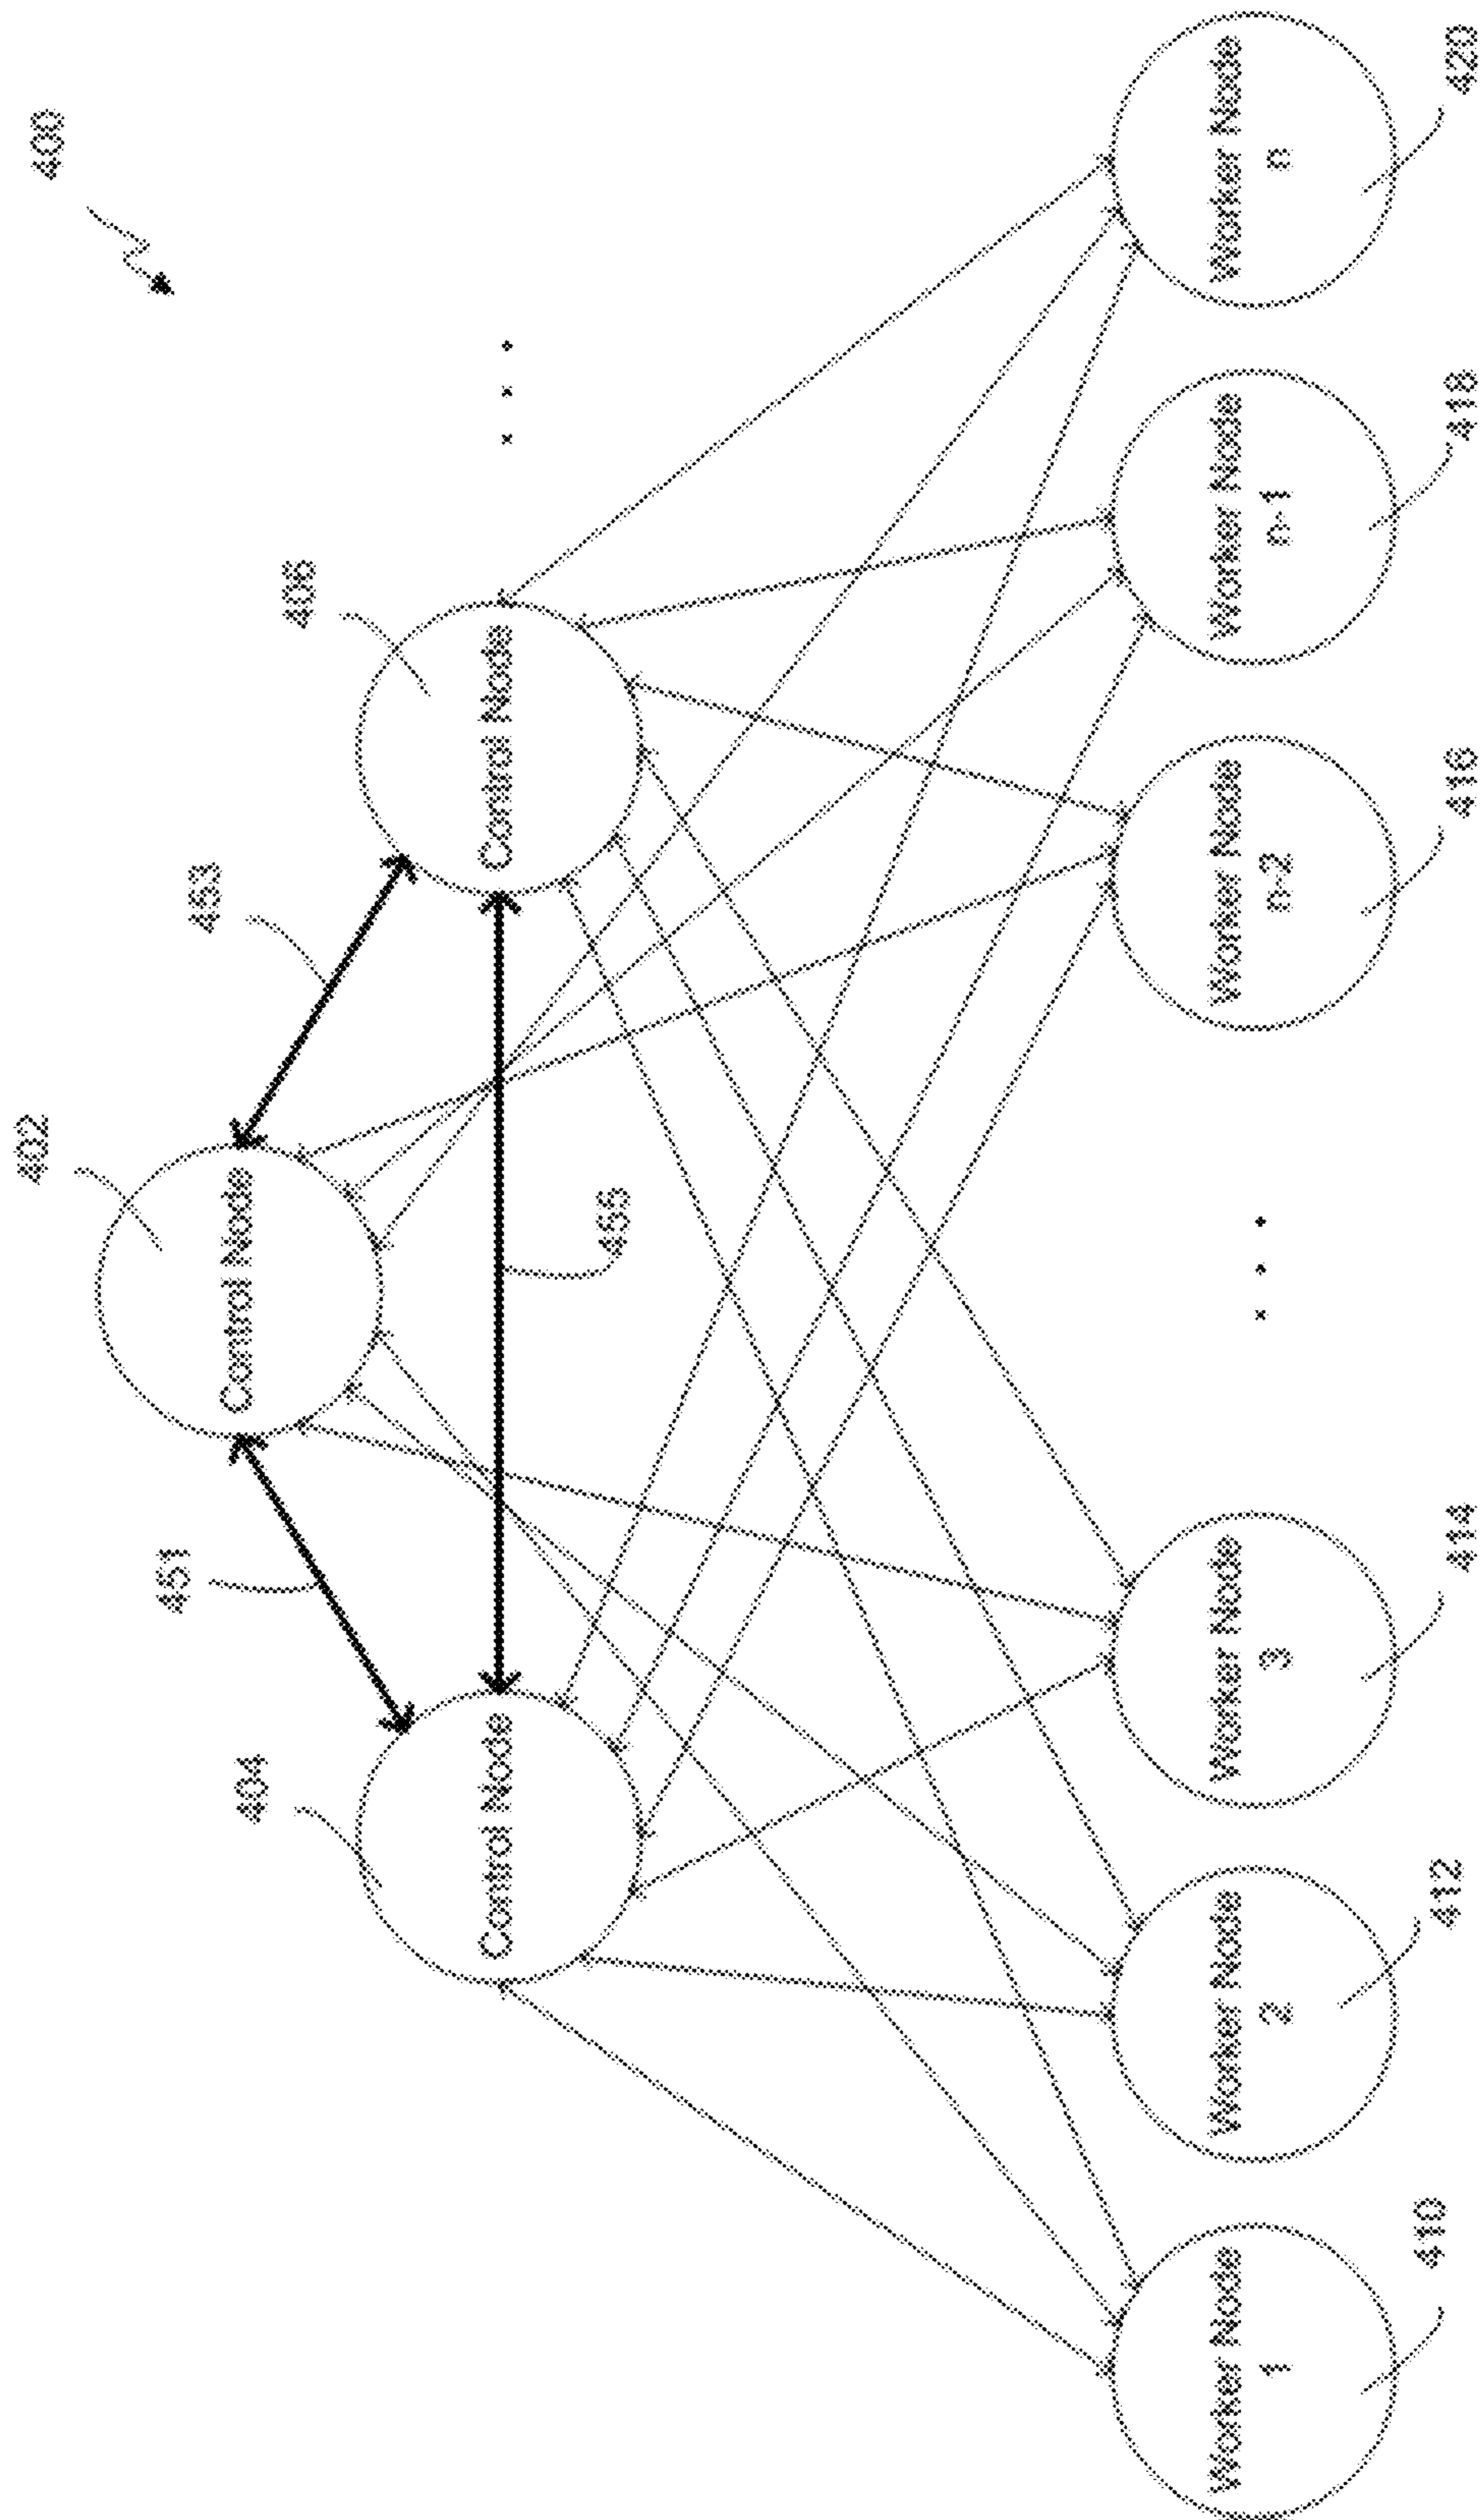 400
402
Control Node
451
453
404
406
Control Node
Control Node
455
Worker Node
1
Worker Node
2
Worker Node
3
Worker Node
n-2
Worker Node
n-1
Worker Node
n
410
412
414
416
418
420